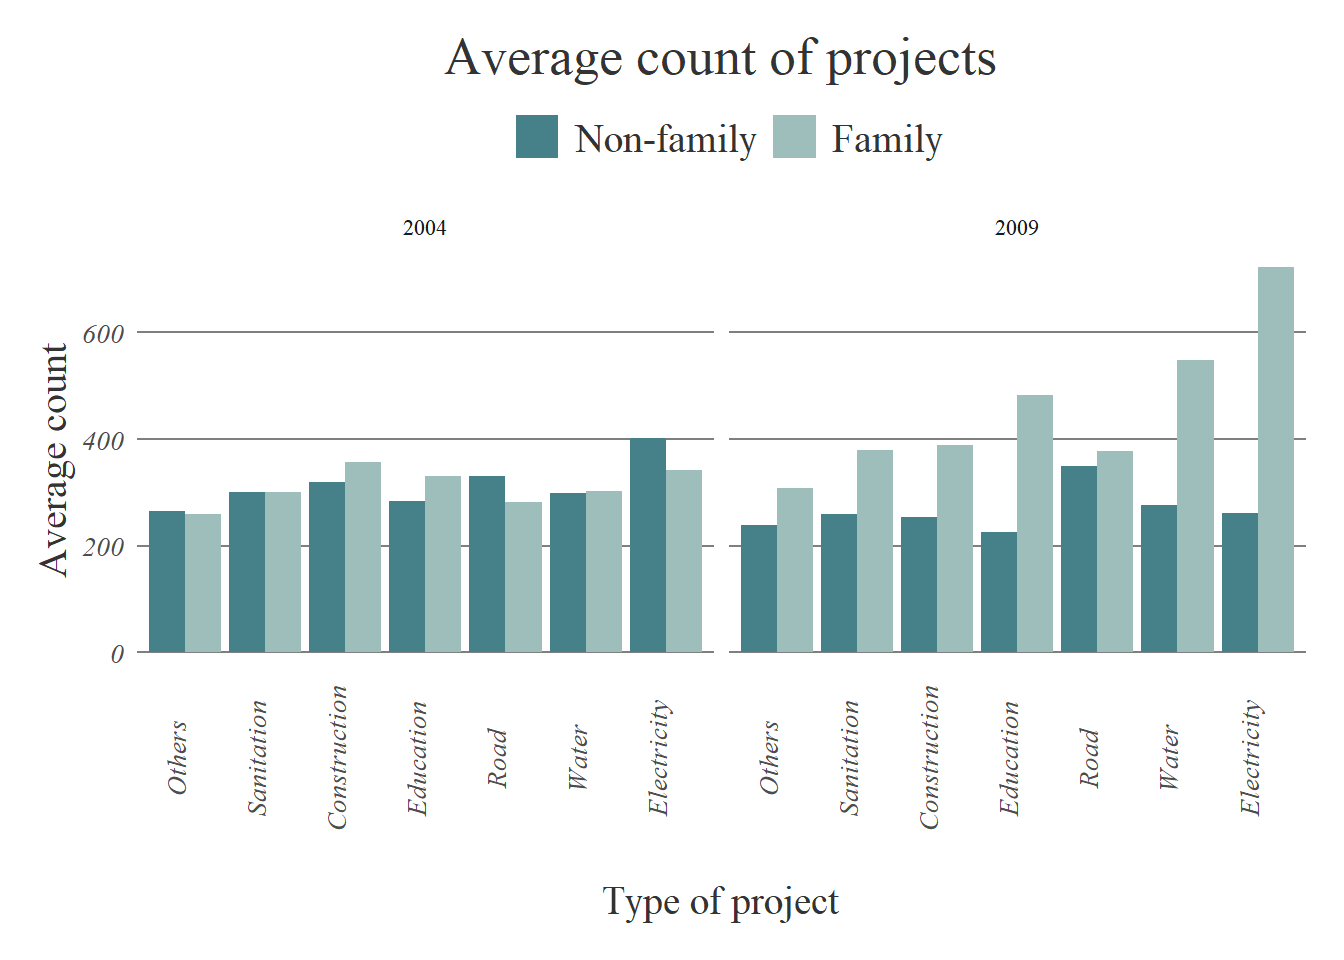 Average count of projects
Non-family Family
2004 2009
Average count
600
400
200
0
Others Sanitation Construction Education Road Water Electricity Others Sanitation Construction Education Road Water Electricity
Type of project